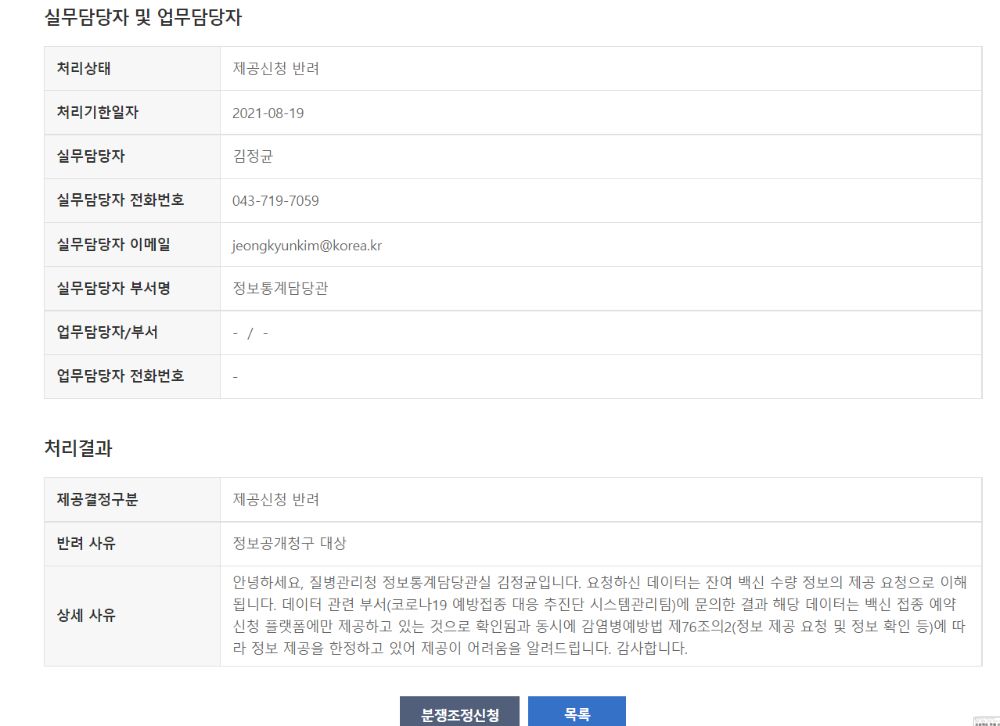 실무담당자 및 업무담당자
처리상태 제공신청 반려
처리기한일자 2021-08-19
실무담당자 김정균
실무담당자 전화번호 043-719-7059
실무담당자 이메일 jeongkyunkim@korea.kr
실무담당자 부서명 정보통계담당관
업무담당자/부서 - / -
업무담당자 전화번호 -
처리결과
제공결정구분 제공신청 반려
반려 사유 정보공개청구 대상
상세 사유
안녕하세요, 질병관리청 정보통계담당관실 김정균입니다. 요청하신 데이터는 잔여 백신 수량 정보의 제공 요청으로 이해
됩니다. 데이터 관련 부서(코로나19 예방접종 대응 추진단 시스템관리팀)에 문의한 결과 해당 데이터는 백신 접종 예약
신청 플랫폼에만 제공하고 있는 것으로 확인됨과 동시에 감염병예방법 제76조의2(정보 제공 요청 및 정보 확인 등)에 따
라 정보 제공을 한정하고 있어 제공이 어려움을 알려드립니다. 감사합니다.
분쟁조정신청 목록